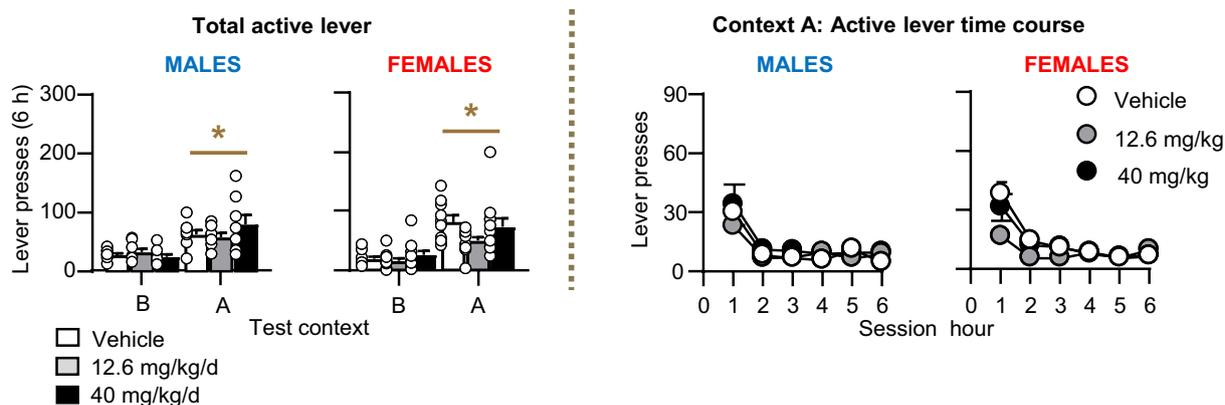 Total active lever
MALES
FEMALES
Lever presses (6 h)
300
200
100
0
*
*
B
A
B
A
Test context
Vehicle
12.6 mg/kg/d
40 mg/kg/d
Context A: Active lever time course
MALES
FEMALES
Lever presses
90
60
30
0
Vehicle
12.6 mg/kg
40 mg/kg
0 1 2 3 4 5 6
0 1 2 3 4 5 6
Session hour